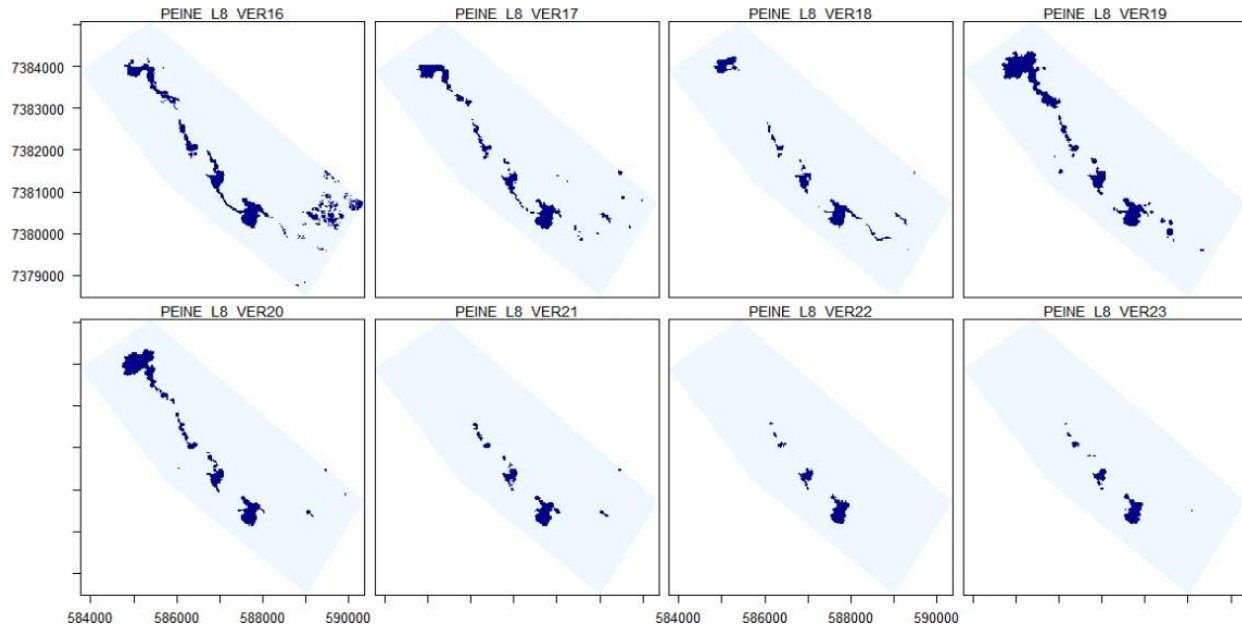 PEINE_L8_VER16 PEINE_L8_VER17 PEINE_L8_VER18 PEINE_L8_VER19
7384000
7383000
7382000
7381000
7380000
7379000
PEINE_L8_VER20 PEINE_L8_VER21 PEINE_L8_VER22 PEINE_L8_VER23
584000 586000 588000 590000 584000 586000 588000 590000